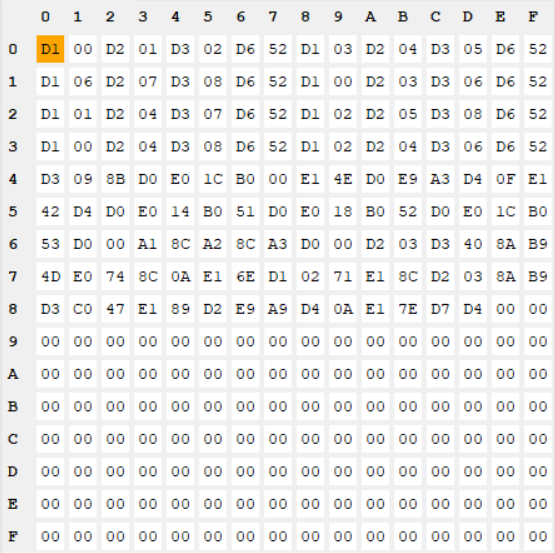 0 1 2 3 4 5 6 7 8 9 A B C D E F
0 D1 00 D2 01 D3 02 D6 52 D1 03 D2 04 D3 05 D6 52
1 D1 06 D2 07 D3 08 D6 52 D1 00 D2 03 D3 06 D6 52
2 D1 01 D2 04 D3 07 D6 52 D1 02 D2 05 D3 08 D6 52
3 D1 00 D2 04 D3 08 D6 52 D1 02 D2 04 D3 06 D6 52
4 D3 09 8B D0 E0 1C B0 00 E1 4E D0 E9 A3 D4 0F E1
5 42 D4 D0 E0 14 B0 51 D0 E0 18 B0 52 D0 E0 1C B0
6 53 D0 00 A1 8C A2 8C A3 D0 00 D2 03 D3 40 8A B9
7 4D E0 74 8C 0A E1 6E D1 02 71 E1 8C D2 03 8A B9
8 D3 C0 47 E1 89 D2 E9 A9 D4 0A E1 7E D7 D4 00 00
9 00 00 00 00 00 00 00 00 00 00 00 00 00 00 00 00
A 00 00 00 00 00 00 00 00 00 00 00 00 00 00 00 00
B 00 00 00 00 00 00 00 00 00 00 00 00 00 00 00 00
C 00 00 00 00 00 00 00 00 00 00 00 00 00 00 00 00
D 00 00 00 00 00 00 00 00 00 00 00 00 00 00 00 00
E 00 00 00 00 00 00 00 00 00 00 00 00 00 00 00 00
F 00 00 00 00 00 00 00 00 00 00 00 00 00 00 00 00